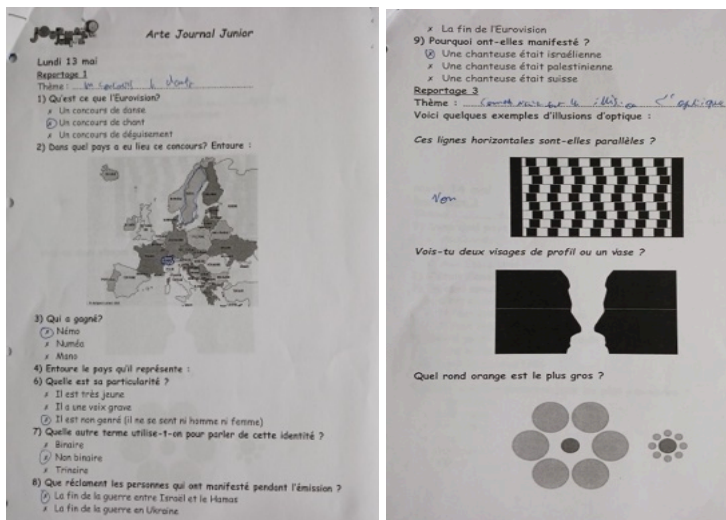 Arte Journal Junior
Lundi 13 mai
Reportage 1
Thème :
1) Qu'est ce que l'Eurovision?
x Un concours de danse
x Un concours de chant
x Un concours de déguisement
2) Dans quel pays a eu lieu ce concours? Entoure :
3) Qui a gagné?
x Némo
x Numéo
x Mano
4) Entoure le pays qu'il représente :
6) Quelle est sa particularité ?
x Il est très jeune
x Il a une voix grave
x Il est non genré (il ne se sent ni homme ni femme)
7) Quelle autre terme utilise-t-on pour parler de cette identité ?
x Binaire
x Non binaire
x Trinaire
8) Que réclament les personnes qui ont manifesté pendant l'émission ?
x La fin de la guerre entre Israël et le Hamas
x La fin de la guerre en Ukraine
x La fin de l'Eurovision
9) Pourquoi ont-elles manifesté ?
x Une chanteuse était israélienne
x Une chanteuse était palestinienne
x Une chanteuse était suisse
Reportage 3
Thème : d'optique
Voici quelques exemples d'illusions d'optique :
Ces lignes horizontales sont-elles parallèles ?
Non
Vois-tu deux visages de profil ou un vase ?
Quel rond orange est le plus gros ?